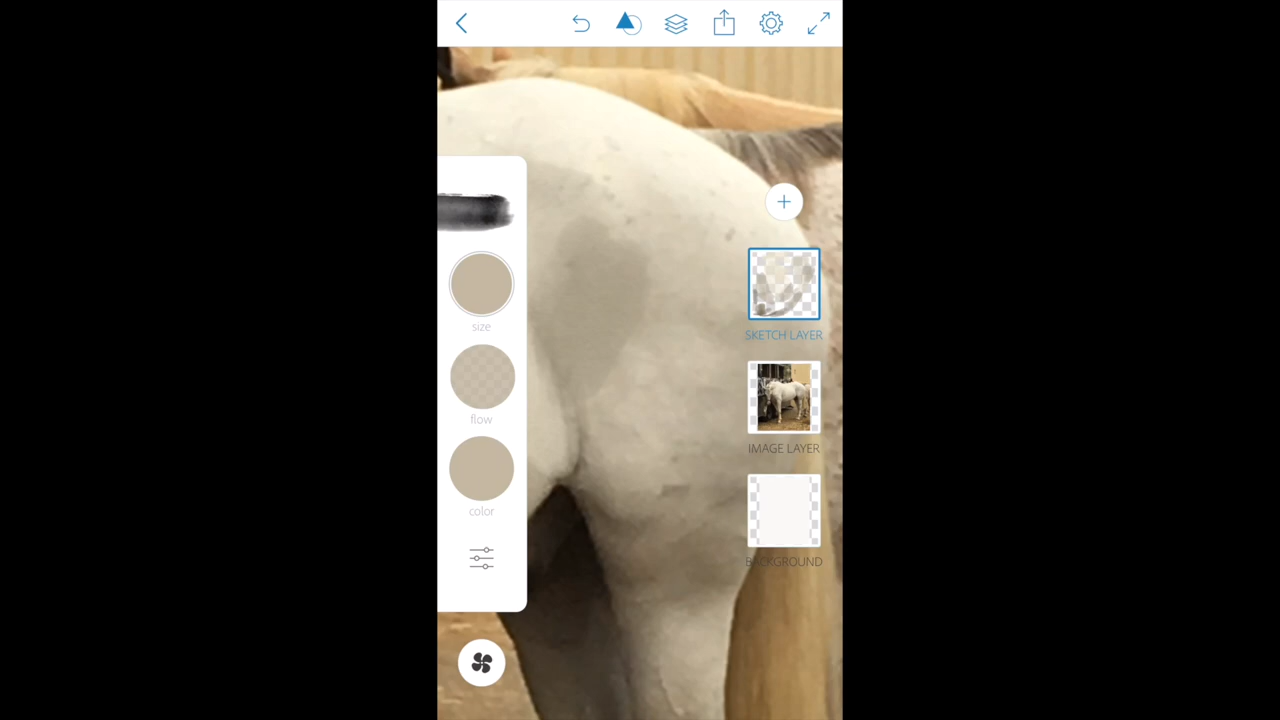 size
flow
color
SKETCH LAYER
IMAGE LAYER
BACKGROUND